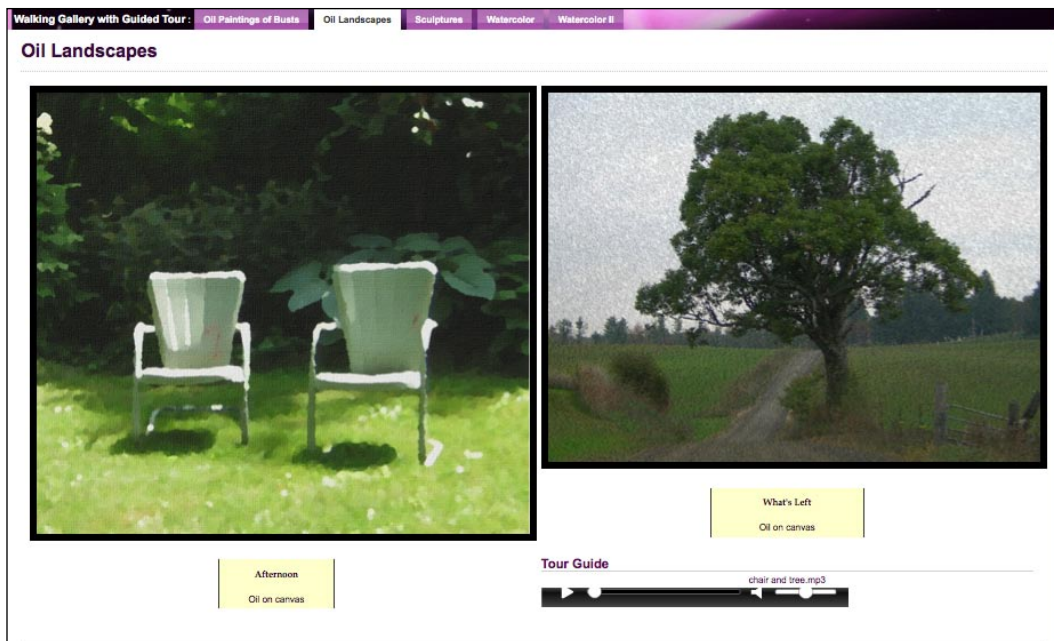 Walking Gallery with Guided Tour : Oil Paintings of Busts Oil Landscapes Sculptures Watercolor Watercolor II
Oil Landscapes
What's Left
Oil on canvas
Afternoon
Oil on canvas
Tour Guide
chair and tree.mp3